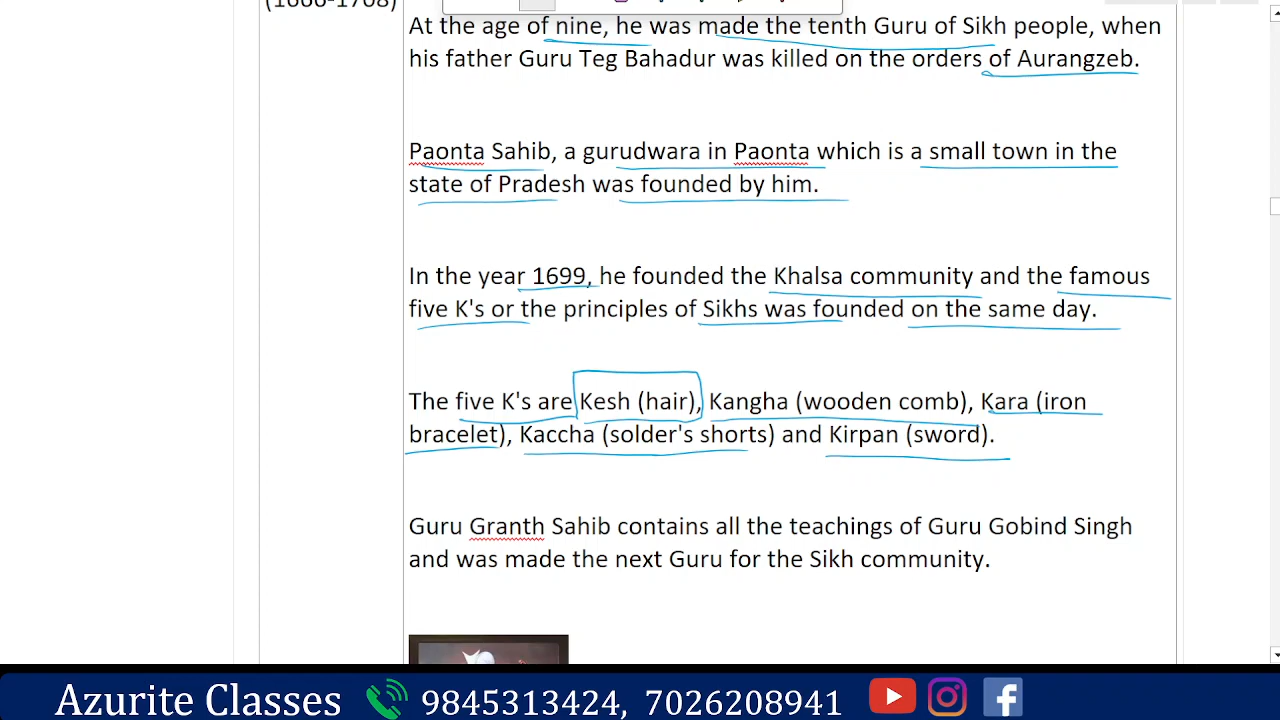 (1666-1708)
At the age of nine, he was made the tenth Guru of Sikh people, when
his father Guru Teg Bahadur was killed on the orders of Aurangzeb.
Paonta Sahib, a gurudwara in Paonta which is a small town in the
state of Pradesh was founded by him.
In the year 1699, he founded the Khalsa community and the famous
five K's or the principles of Sikhs was founded on the same day.
The five K's are Kesh (hair), Kangha (wooden comb), Kara (iron
bracelet), Kaccha (solder's shorts) and Kirpan (sword).
Guru Granth Sahib contains all the teachings of Guru Gobind Singh
and was made the next Guru for the Sikh community.
Azurite Classes 9845313424, 7026208941